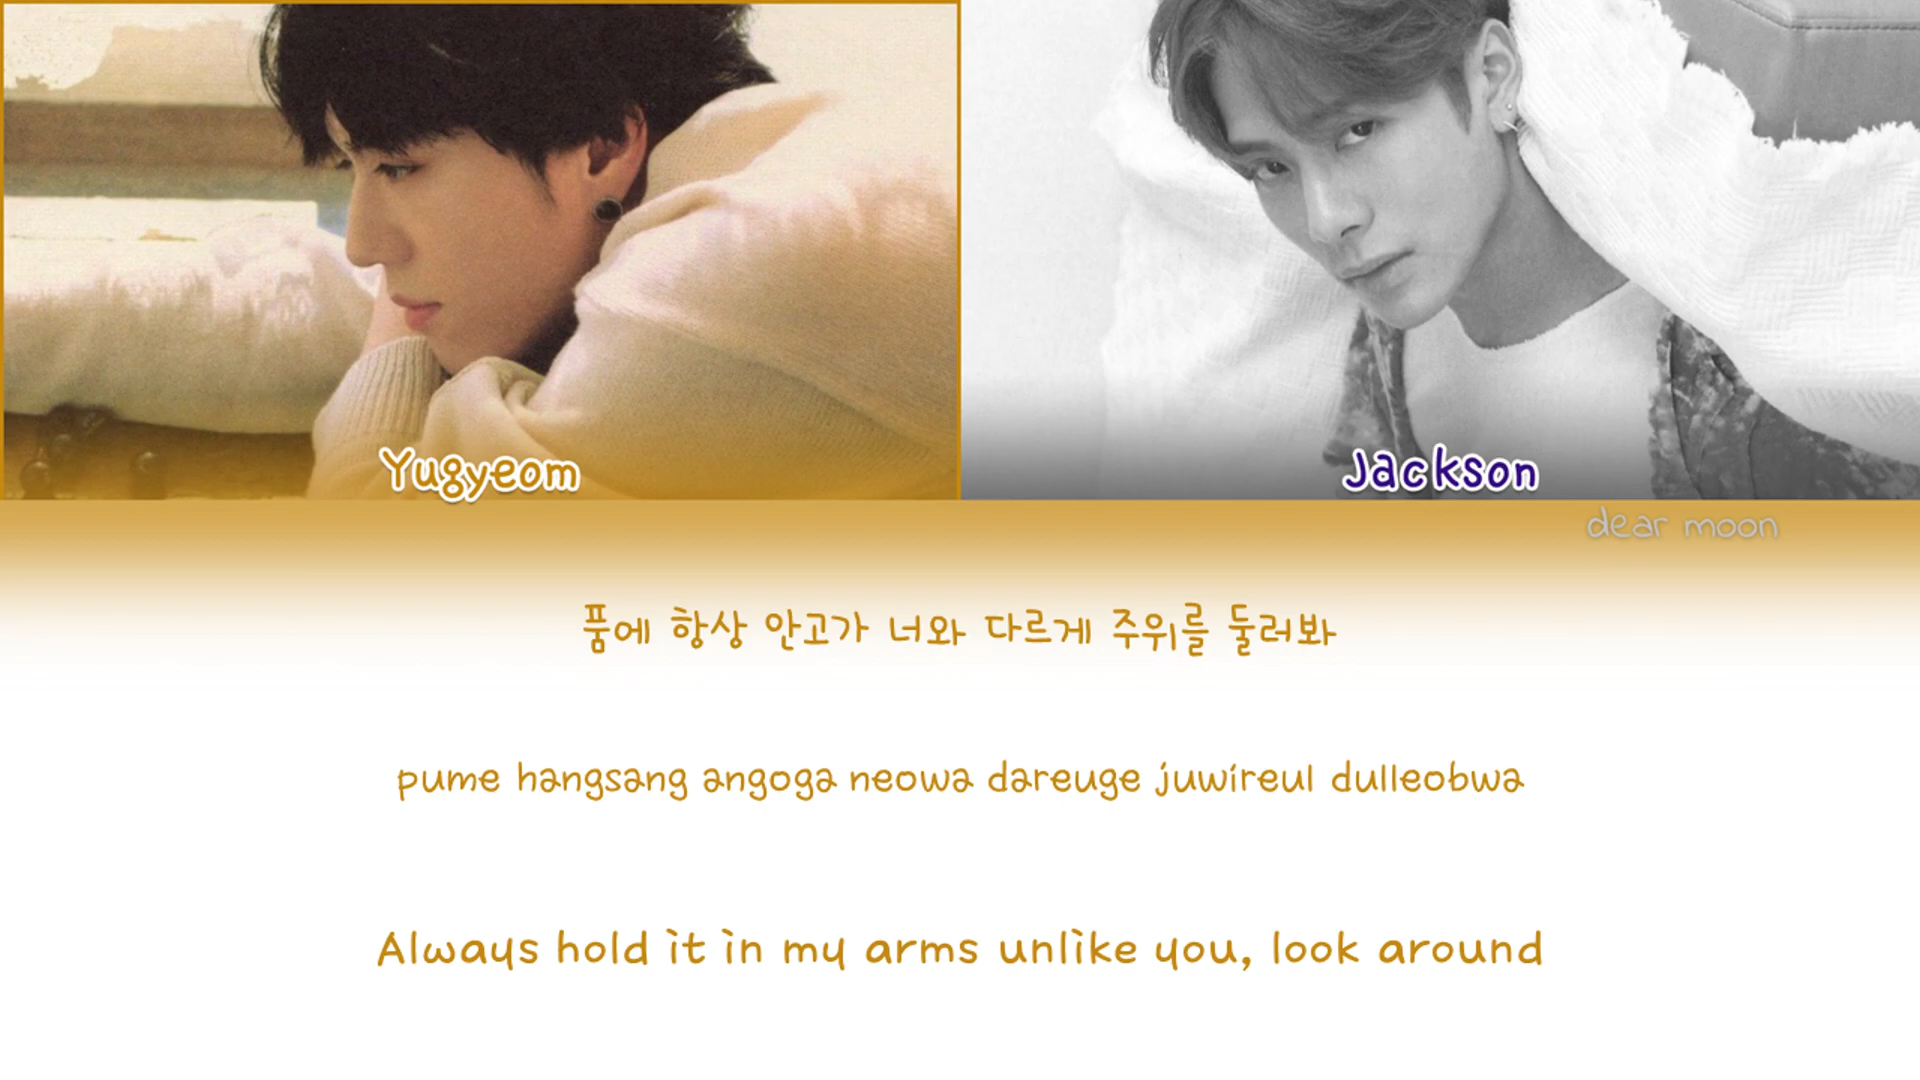 Yugyeom
Jackson
dear moon
품에 항상 안고가 너와 다르게 주위를 둘러봐
pume hangsang angoga neowa dareuge juwireul dulleobwa
Always hold it in my arms unlike you, look around